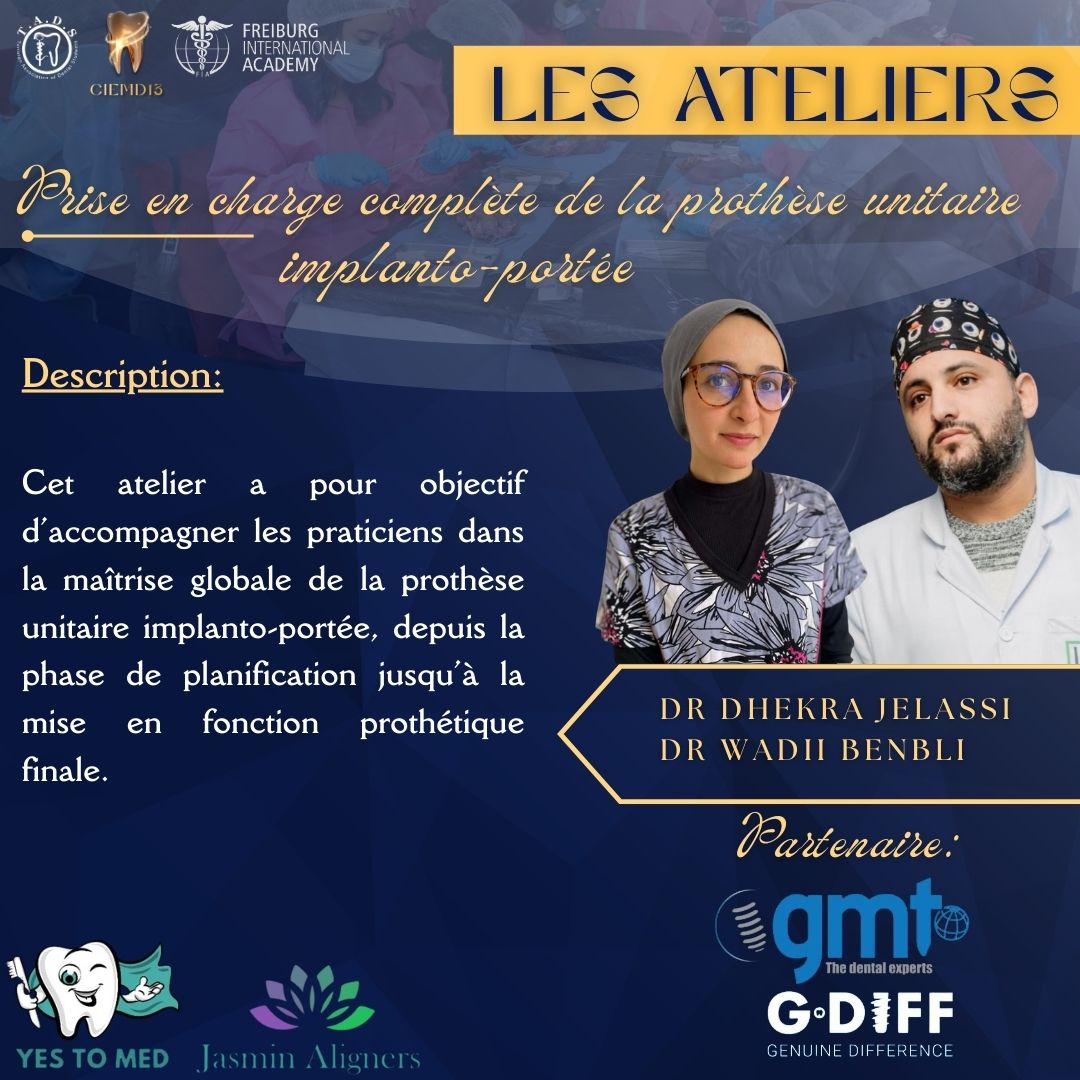 T.A.D.S
CIEMD13
FREIBURG
INTERNATIONAL
ACADEMY
FIA
LES ATELIERS
Prise en charge complète de la prothèse unitaire
implanto-portée
Description:
Cet atelier a pour objectif
d'accompagner les praticiens dans
la maîtrise globale de la prothèse
unitaire implanto-portée, depuis la
phase de planification jusqu'à la
mise en fonction prothétique
finale.
DR DHEKRA JELASSI
DR WADII BENBLI
Partenaire:
gmt
The dental experts
G·DIFF
GENUINE DIFFERENCE
YES TO MED
Jasmin Aligners